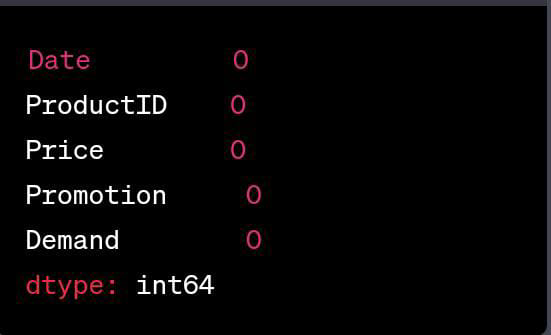 Date 0
ProductID 0
Price 0
Promotion 0
Demand 0
dtype: int64